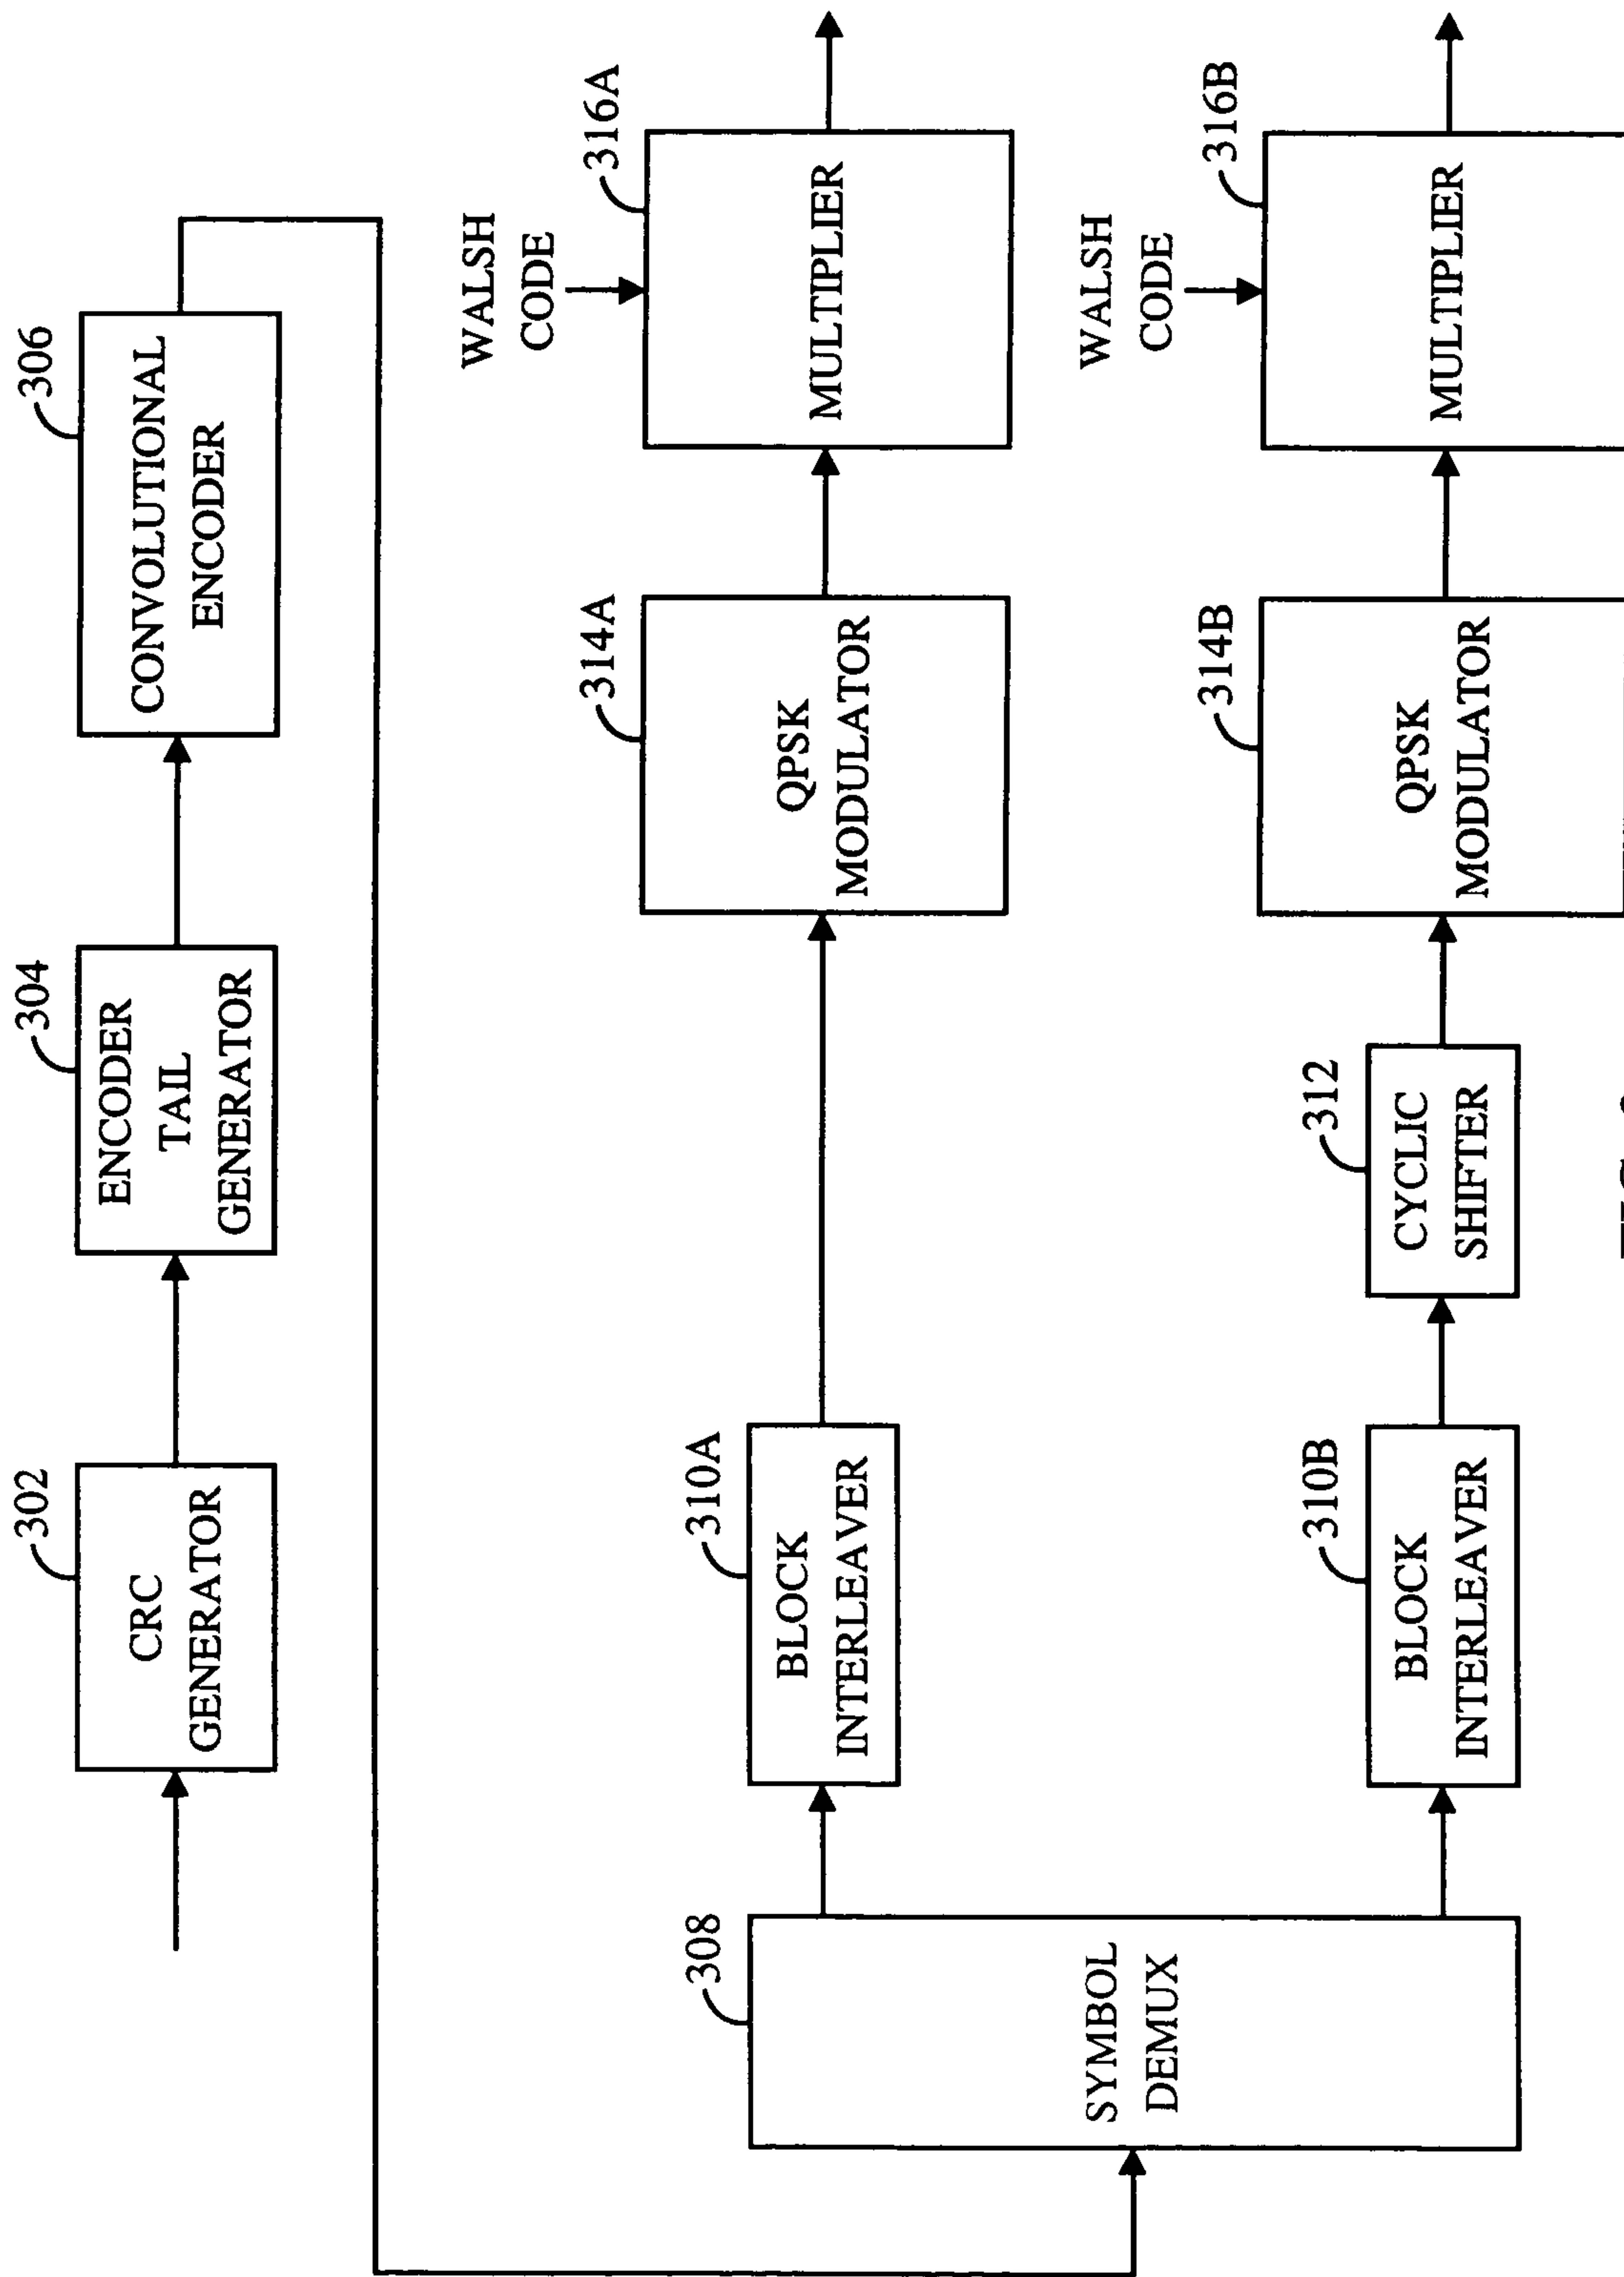 302
CRC
GENERATOR
304
ENCODER
TAIL
GENERATOR
306
CONVOLUTIONAL
ENCODER
308
SYMBOL
DEMUX
310A
BLOCK
INTERLEAVER
314A
QPSK
MODULATOR
WALSH
CODE
316A
MULTIPLIER
310B
BLOCK
INTERLEAVER
312
CYCLIC
SHIFTER
314B
QPSK
MODULATOR
WALSH
CODE
316B
MULTIPLIER